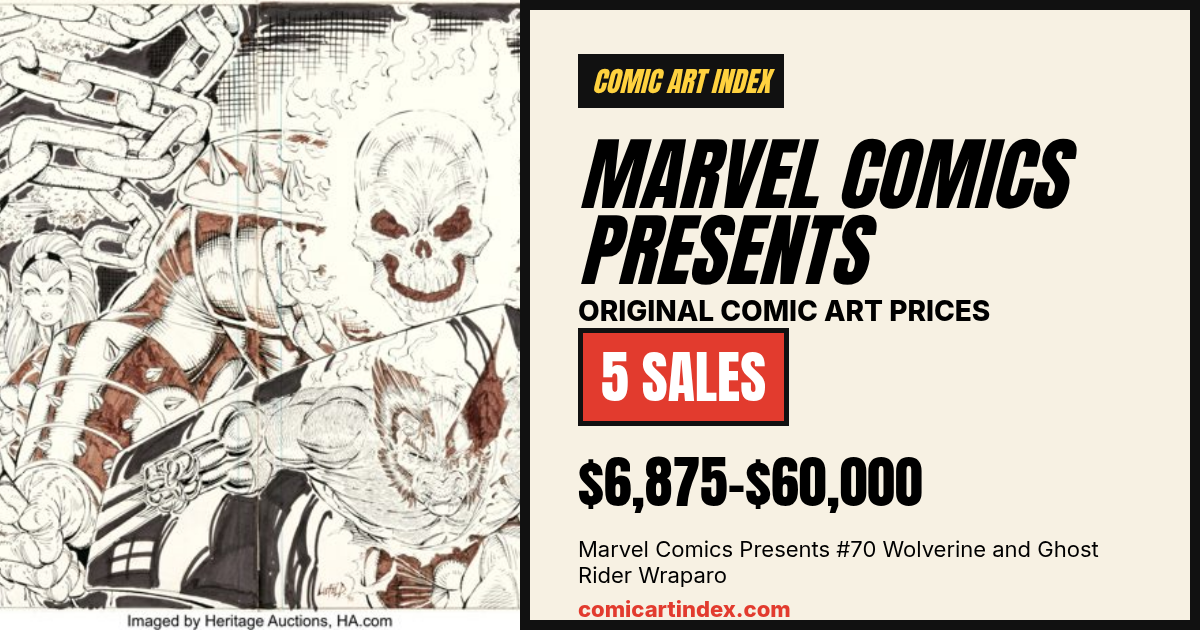 COMIC ART INDEX
MARVEL COMICS
PRESENTS
ORIGINAL COMIC ART PRICES
5 SALES
$6,875-$60,000
Marvel Comics Presents #70 Wolverine and Ghost
Rider Wraparo
comicartindex.com
Imaged by Heritage Auctions, HA.com